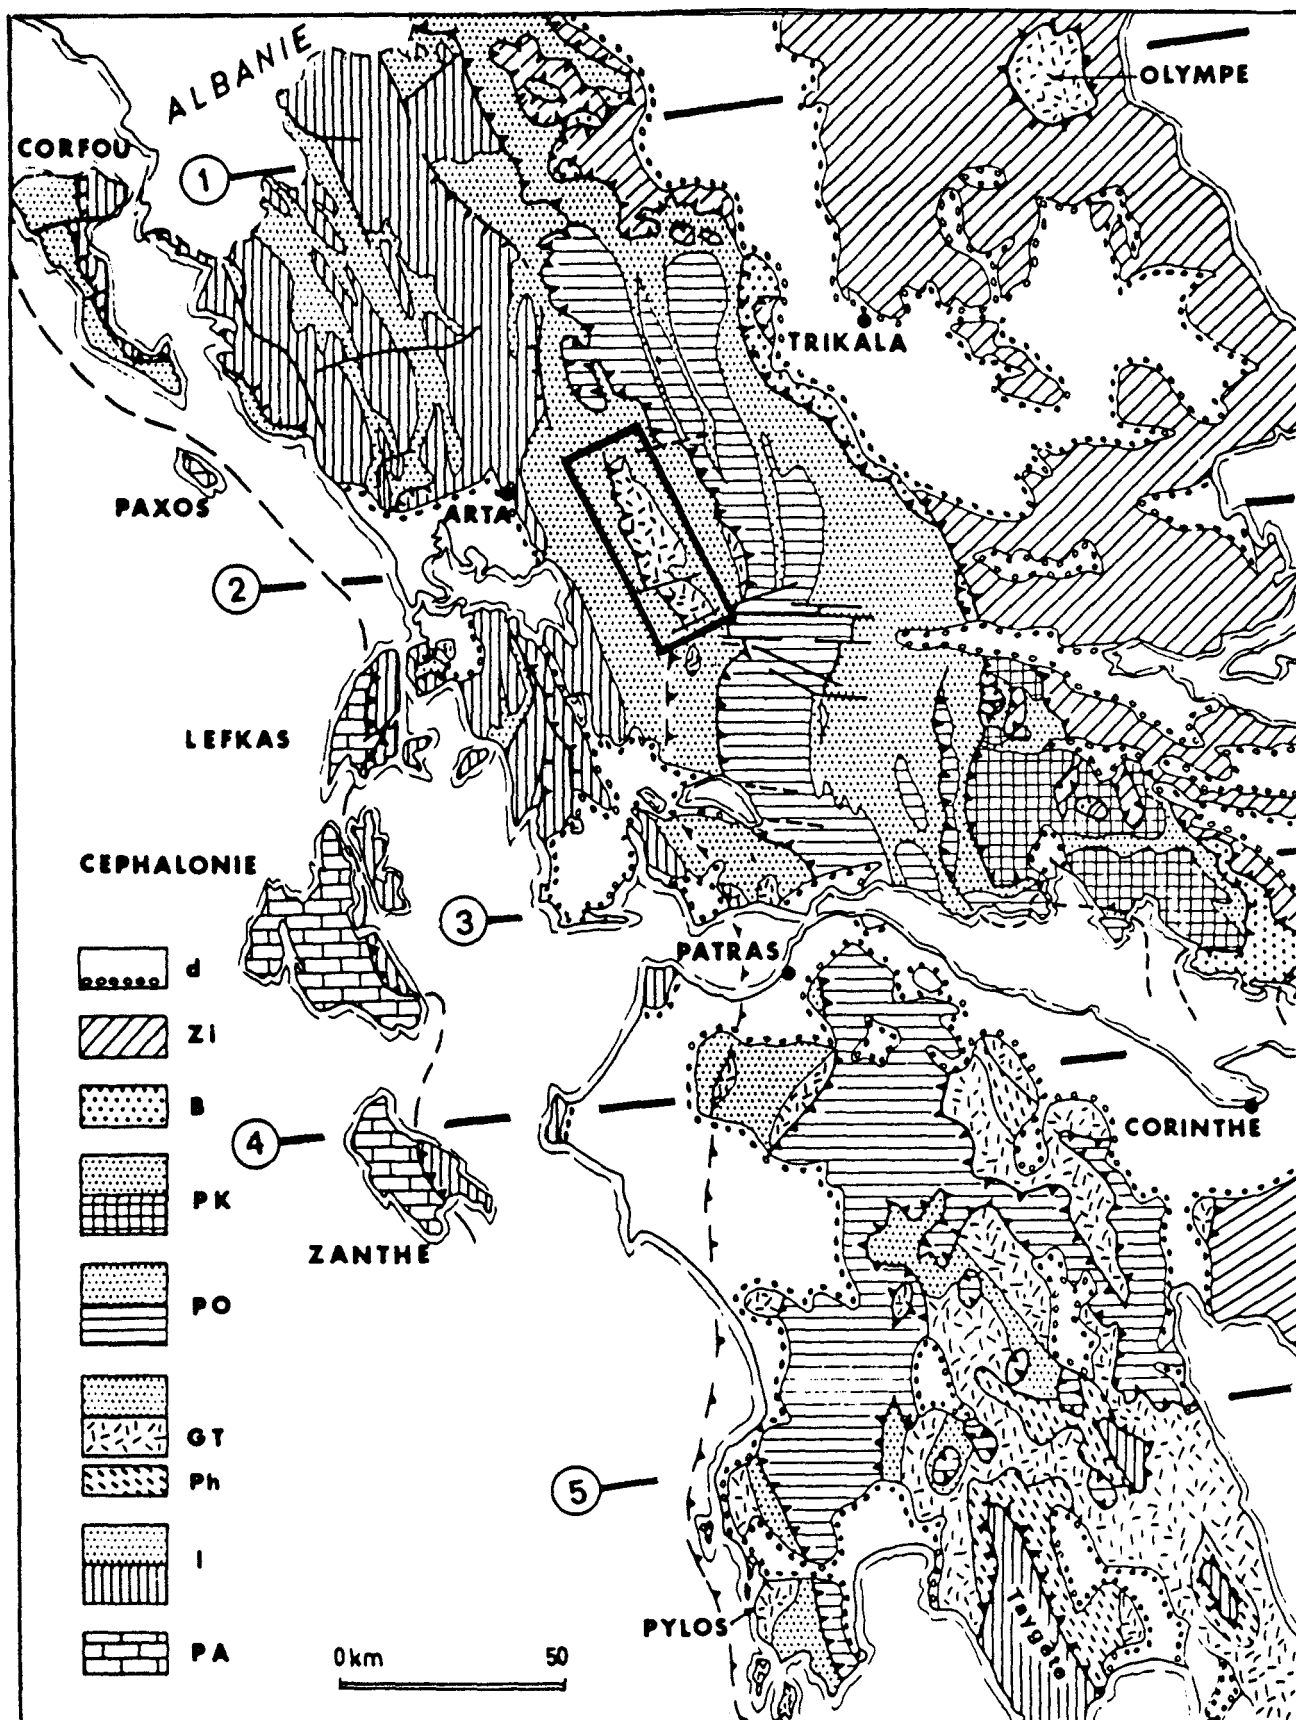 ALBANIE
OLYMPE
CORFOU
1
TRIKALA
PAXOS
ARTA
2
LEFKAS
CEPHALONIE
3
PATRAS
d
Zi
B
PK
PO
GT
Ph
I
PA
4
CORINTHE
ZANTHE
5
PYLOS
Taygete
0km 50